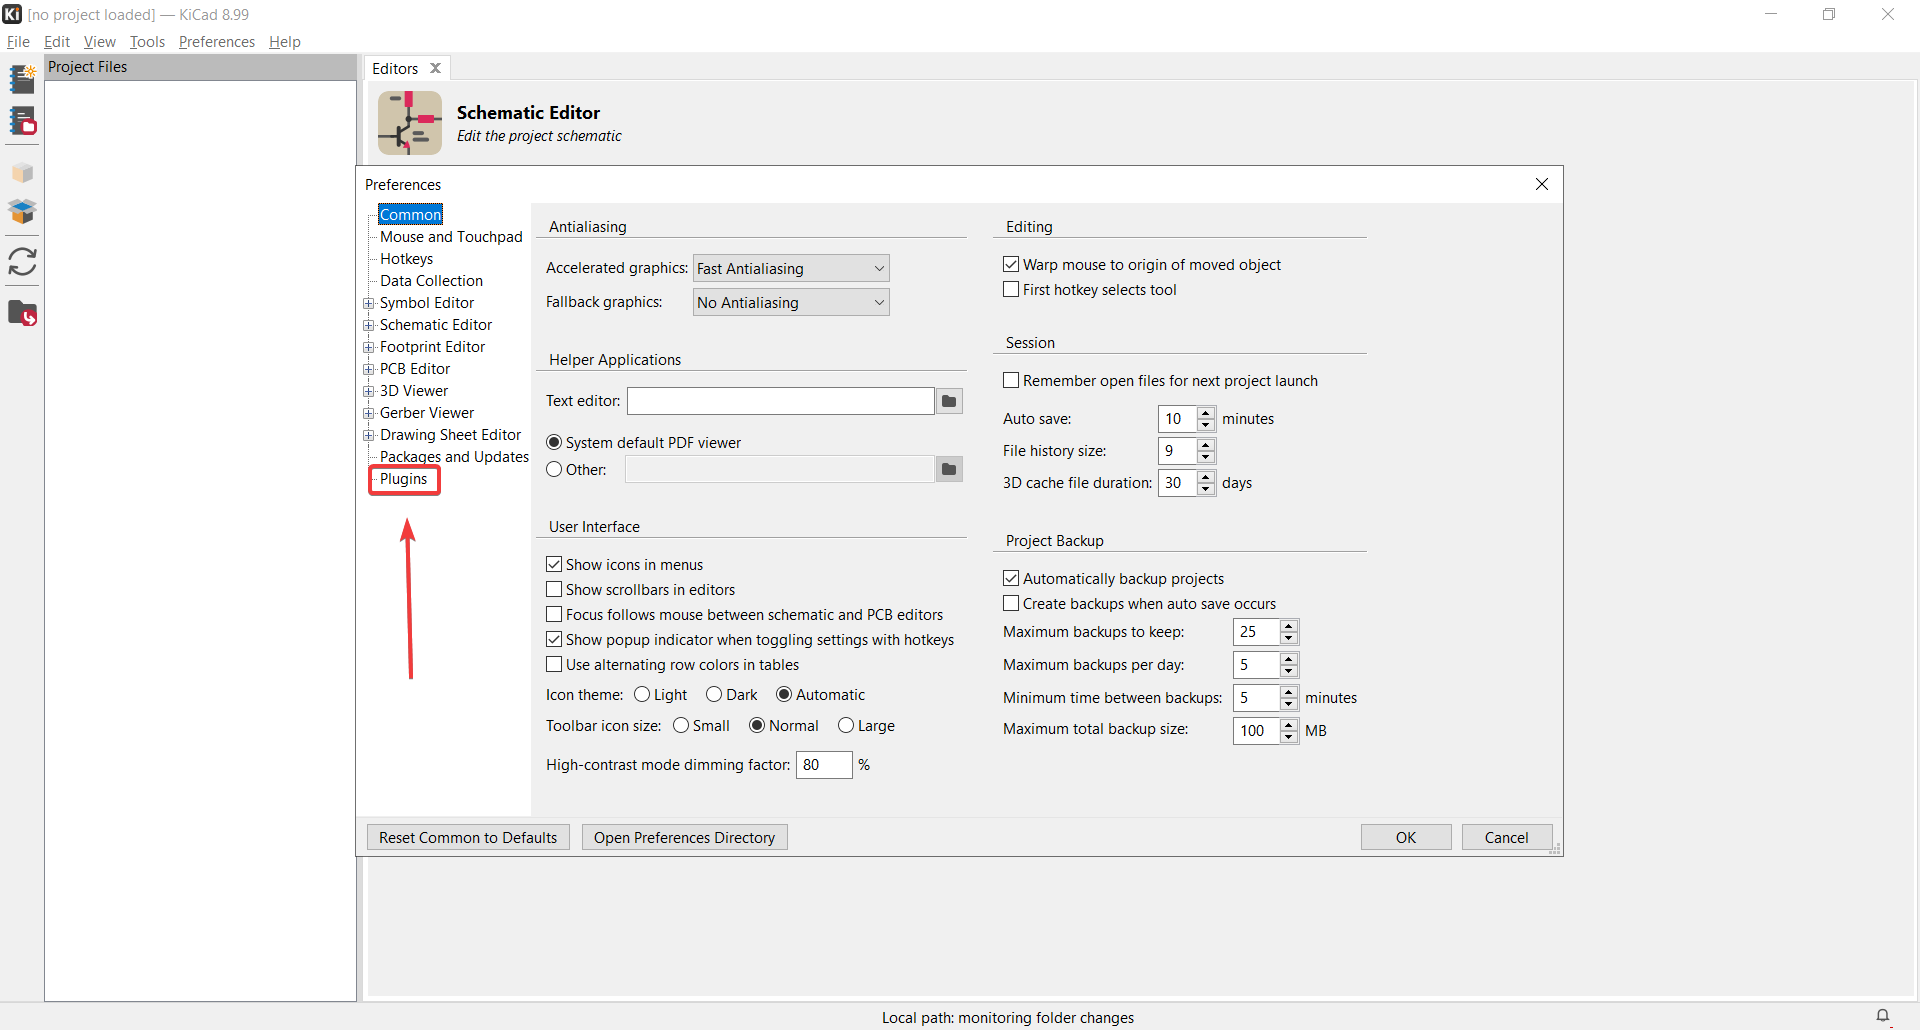 Ki [no project loaded] — KiCad 8.99
File Edit View Tools Preferences Help
Project Files
Editors
Schematic Editor
Edit the project schematic
Preferences
Common
Mouse and Touchpad
Hotkeys
Data Collection
Symbol Editor
Schematic Editor
Footprint Editor
PCB Editor
3D Viewer
Gerber Viewer
Drawing Sheet Editor
Packages and Updates
Plugins
Antialiasing
Accelerated graphics: Fast Antialiasing
Fallback graphics: No Antialiasing
Helper Applications
Text editor:
System default PDF viewer
Other:
User Interface
Show icons in menus
Show scrollbars in editors
Focus follows mouse between schematic and PCB editors
Show popup indicator when toggling settings with hotkeys
Use alternating row colors in tables
Icon theme: Light Dark Automatic
Toolbar icon size: Small Normal Large
High-contrast mode dimming factor: 80 %
Editing
Warp mouse to origin of moved object
First hotkey selects tool
Session
Remember open files for next project launch
Auto save: 10 minutes
File history size: 9
3D cache file duration: 30 days
Project Backup
Automatically backup projects
Create backups when auto save occurs
Maximum backups to keep: 25
Maximum backups per day: 5
Minimum time between backups: 5 minutes
Maximum total backup size: 100 MB
Reset Common to Defaults Open Preferences Directory OK Cancel
Local path: monitoring folder changes